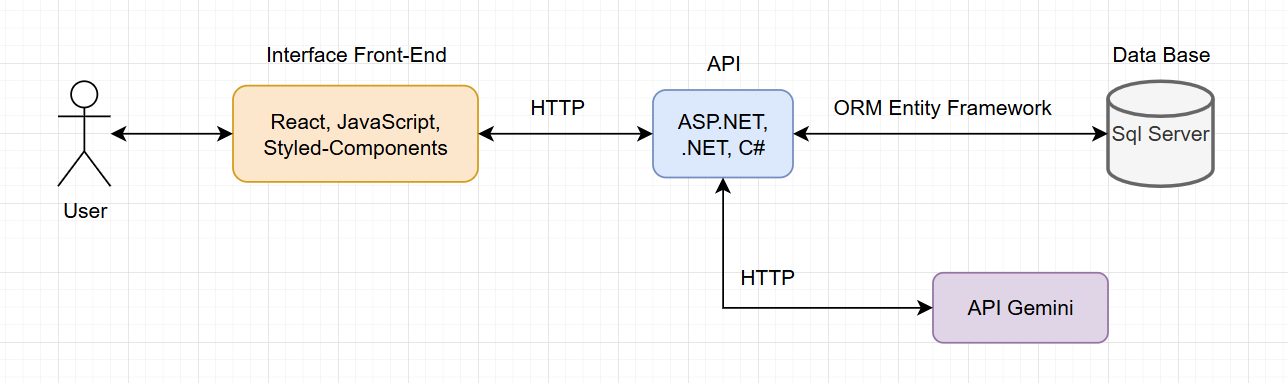 Interface Front-End
API
Data Base
React, JavaScript,
Styled-Components
HTTP
ASP.NET,
.NET, C#
ORM Entity Framework
Sql Server
User
HTTP
API Gemini